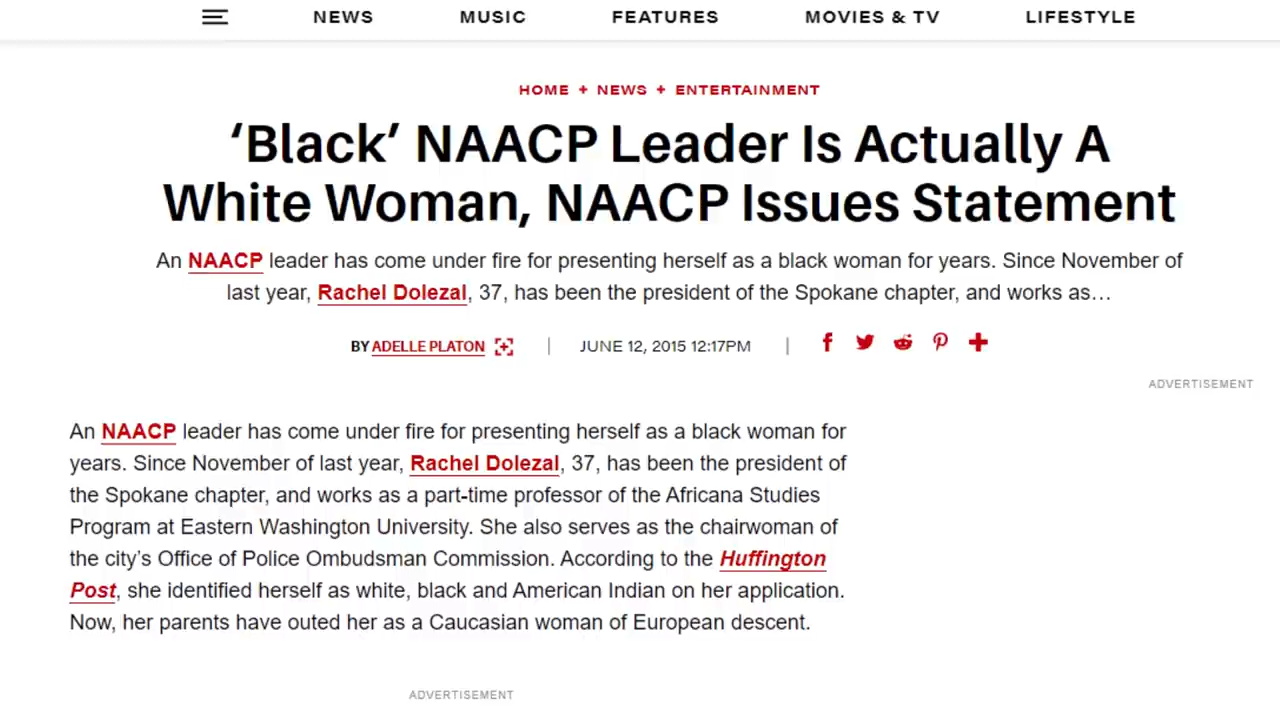 NEWS MUSIC FEATURES MOVIES & TV LIFESTYLE
HOME + NEWS + ENTERTAINMENT
‘Black’ NAACP Leader Is Actually A
White Woman, NAACP Issues Statement
An NAACP leader has come under fire for presenting herself as a black woman for years. Since November of
last year, Rachel Dolezal, 37, has been the president of the Spokane chapter, and works as…
BY ADELLE PLATON | JUNE 12, 2015 12:17PM |
ADVERTISEMENT
An NAACP leader has come under fire for presenting herself as a black woman for
years. Since November of last year, Rachel Dolezal, 37, has been the president of
the Spokane chapter, and works as a part-time professor of the Africana Studies
Program at Eastern Washington University. She also serves as the chairwoman of
the city’s Office of Police Ombudsman Commission. According to the Huffington
Post, she identified herself as white, black and American Indian on her application.
Now, her parents have outed her as a Caucasian woman of European descent.
ADVERTISEMENT